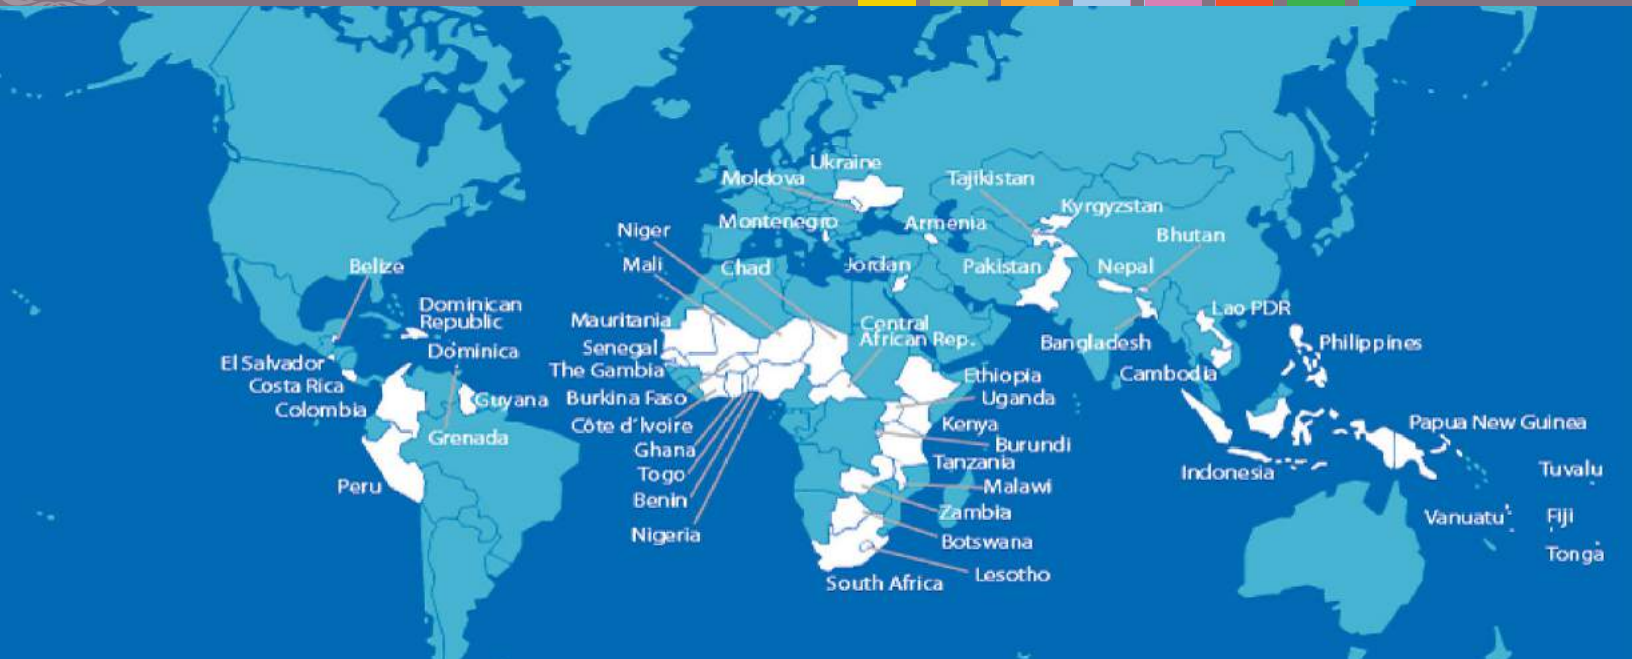 Ukraine
Moldova
Tajikistan
Kyrgyzstan
Montenegro
Armenia
Niger
Bhutan
Belize
Mali
Chad
Jordan
Pakistan
Nepal
Dominican
Republic
Lao PDR
Mauritania
Central
African Rep.
Senegal
Bangladesh
Philippines
Dominica
El Salvador
The Gambia
Costa Rica
Ethiopia
Cambodia
Guyana
Burkina Faso
Uganda
Colombia
Côte d'Ivoire
Kenya
Papua New Guinea
Grenada
Ghana
Burundi
Togo
Tanzania
Indonesia
Tuvalu
Peru
Malawi
Benin
Zambia
Vanuatu
Fiji
Nigeria
Botswana
Tonga
Lesotho
South Africa